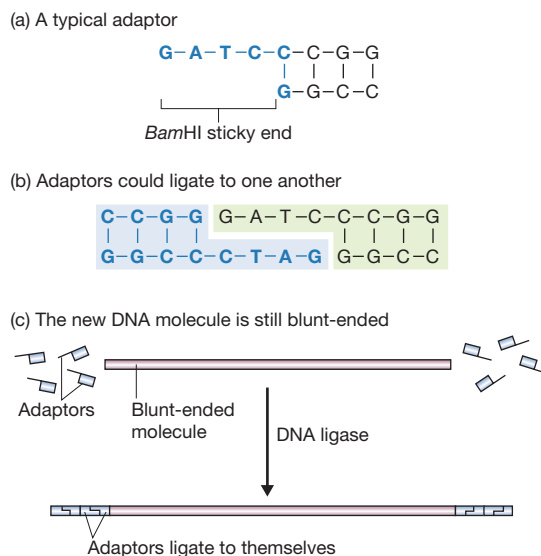 (a) A typical adaptor
G–A–T–C–C–C–G–G
G–G–C–C
BamHI sticky end
(b) Adaptors could ligate to one another
C–C–G–G G–A–T–C–C–C–G–G
G–G–C–C–C–T–A–G G–G–C–C
(c) The new DNA molecule is still blunt-ended
Adaptors
Blunt-ended
molecule
DNA ligase
Adaptors ligate to themselves